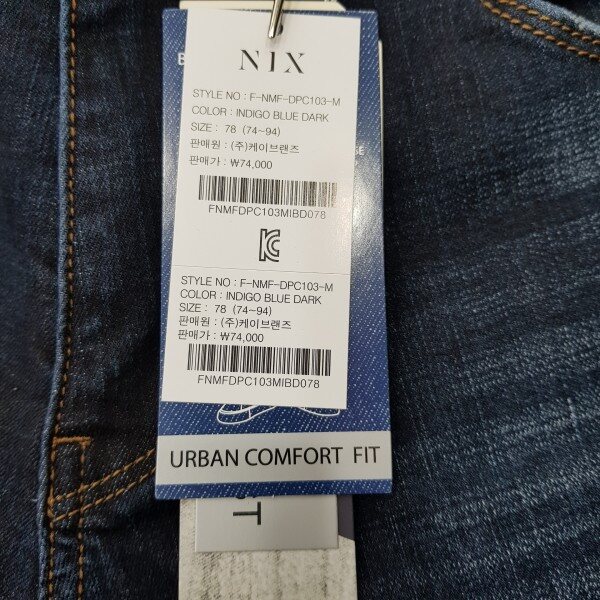 NIX
STYLE NO : F-NMF-DPC103-M
COLOR : INDIGO BLUE DARK
SIZE : 78 (74~94)
판매원 : (주)케이브랜즈
판매가 : ₩74,000
FNMFDPC103MIBD078
STYLE NO : F-NMF-DPC103-M
COLOR : INDIGO BLUE DARK
SIZE : 78 (74~94)
판매원 : (주)케이브랜즈
판매가 : ₩74,000
FNMFDPC103MIBD078
URBAN COMFORT FIT